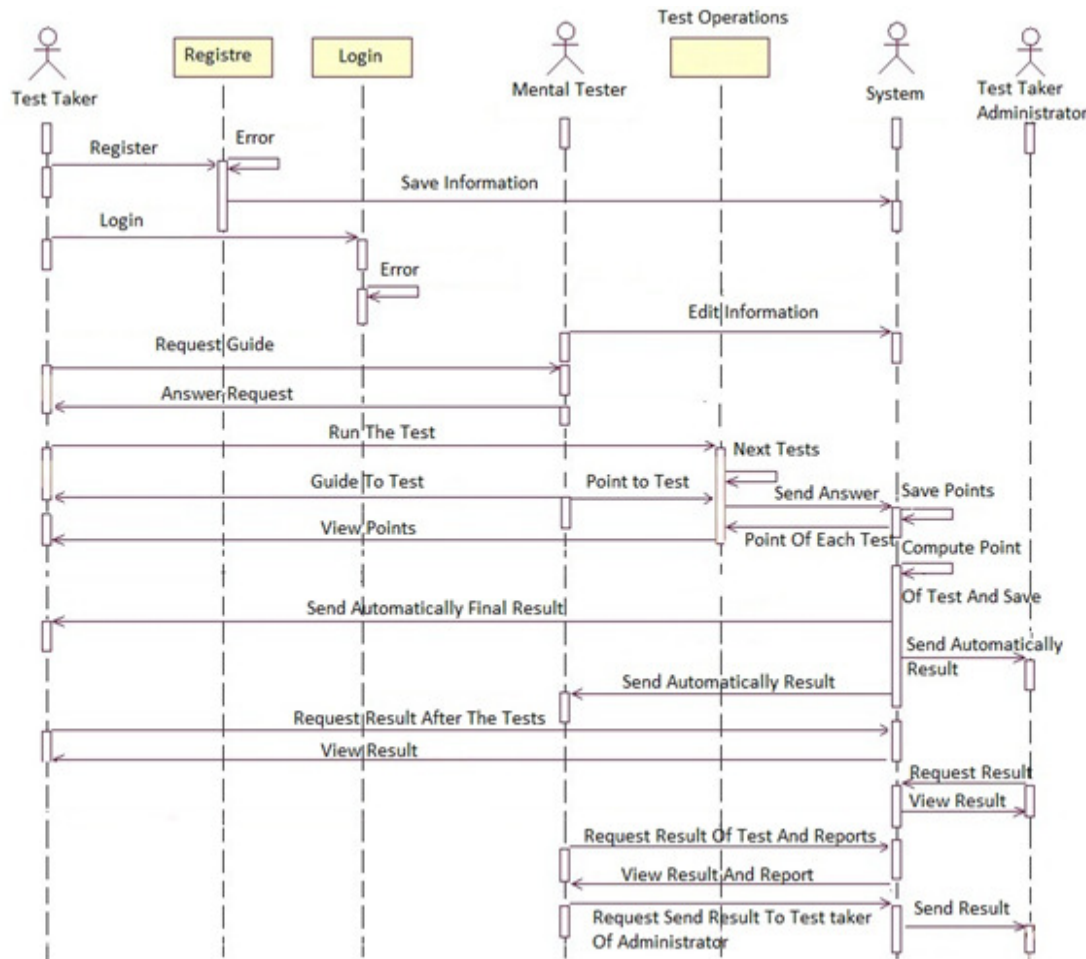 Test Operations
Registre
Login
Test Taker
Mental Tester
System
Test Taker
Administrator
Error
Register
Save Information
Login
Error
Edit Information
Request Guide
Answer Request
Run The Test
Next Tests
Guide To Test
Point to Test
Send Answer
Save Points
View Points
Point Of Each Test
Compute Point
Of Test And Save
Send Automatically Final Result
Send Automatically
Result
Send Automatically Result
Request Result After The Tests
View Result
Request Result
View Result
Request Result Of Test And Reports
View Result And Report
Request Send Result To Test taker
Of Administrator
Send Result